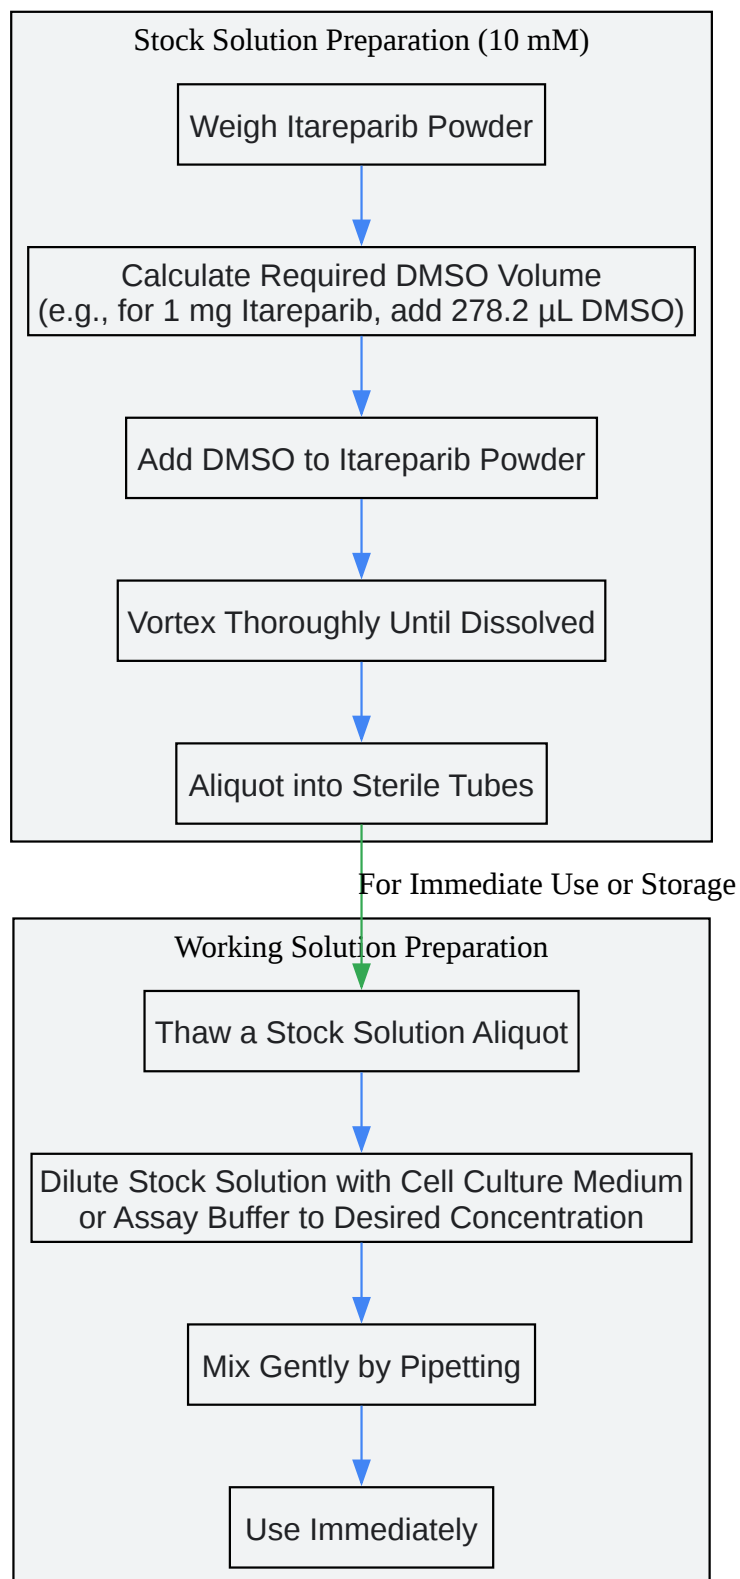 Stock Solution Preparation (10 mM)
Weigh Itareparib Powder
Calculate Required DMSO Volume
(e.g., for 1 mg Itareparib, add 278.2 µL DMSO)
Add DMSO to Itareparib Powder
Vortex Thoroughly Until Dissolved
Aliquot into Sterile Tubes
For Immediate Use or Storage
Working Solution Preparation
Thaw a Stock Solution Aliquot
Dilute Stock Solution with Cell Culture Medium
or Assay Buffer to Desired Concentration
Mix Gently by Pipetting
Use Immediately